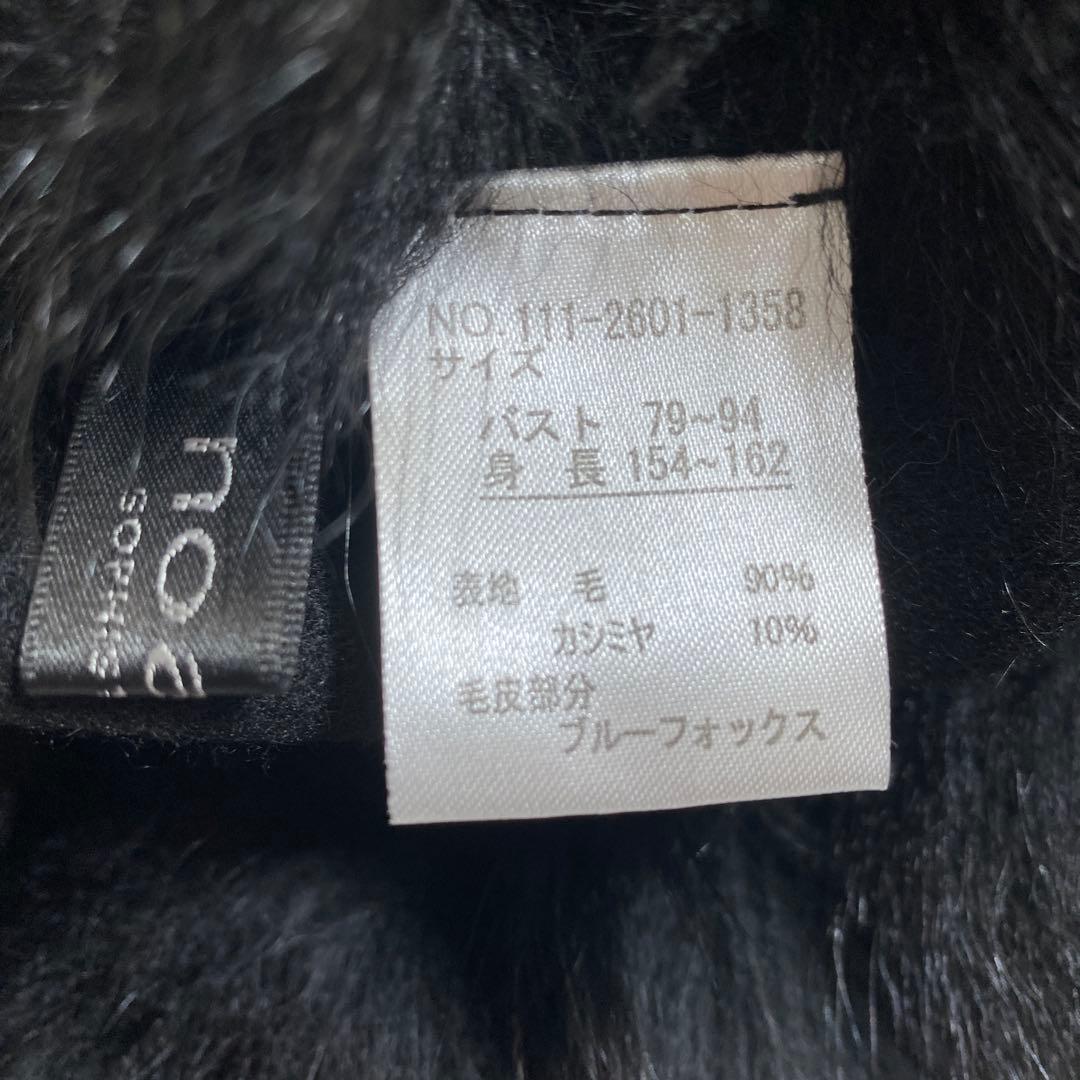 NO.111-2601-1358
サイズ
バスト 79~94
身長 154~162
表地 毛 90%
カシミヤ 10%
毛皮部分
ブルーフォックス